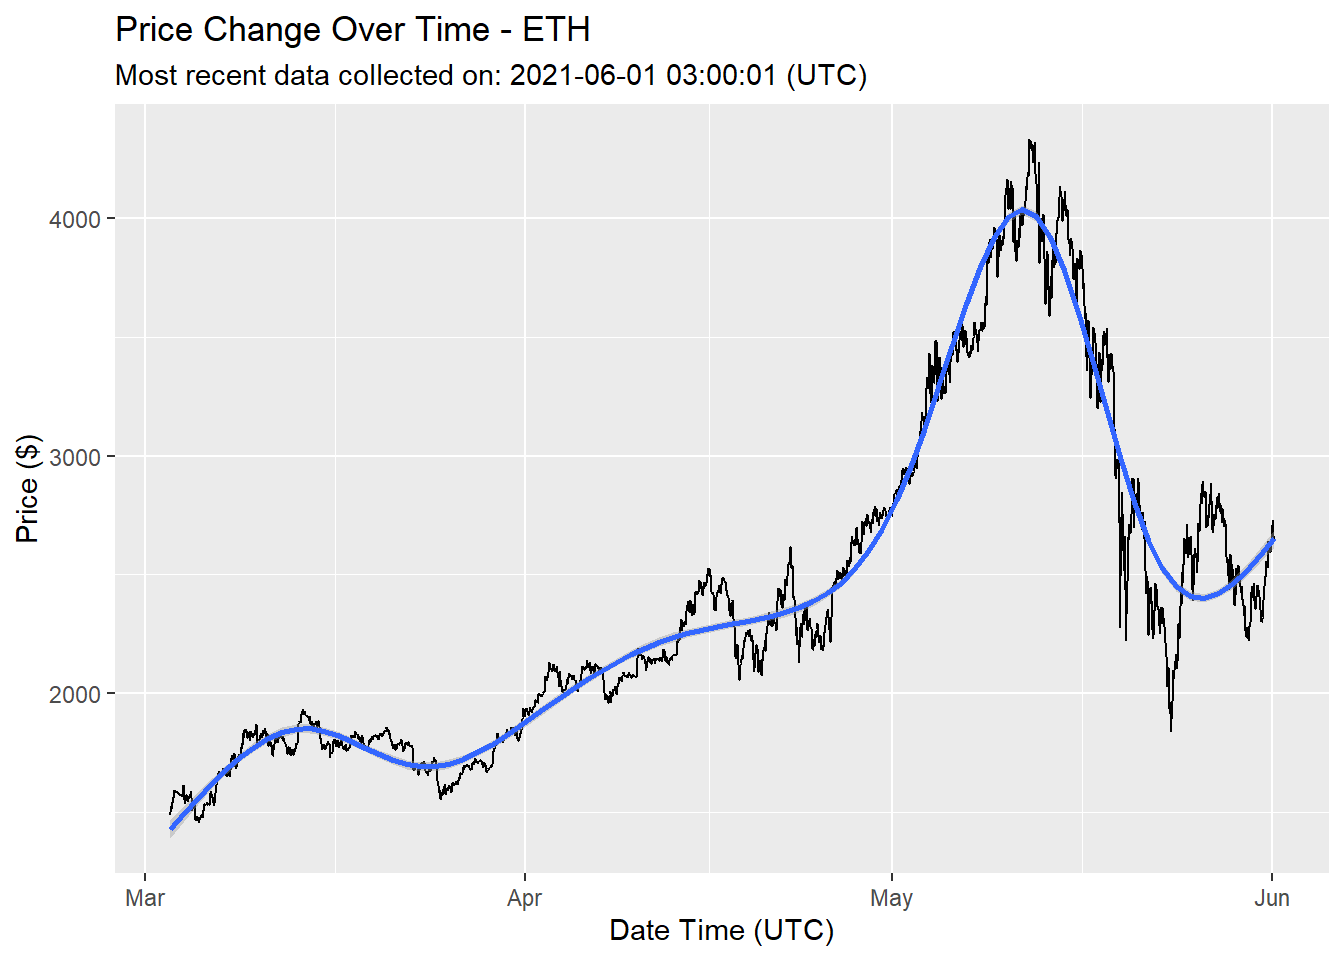 Price Change Over Time - ETH
Most recent data collected on: 2021-06-01 03:00:01 (UTC)
Price ($)
4000
3000
2000
Mar
Apr
May
Jun
Date Time (UTC)